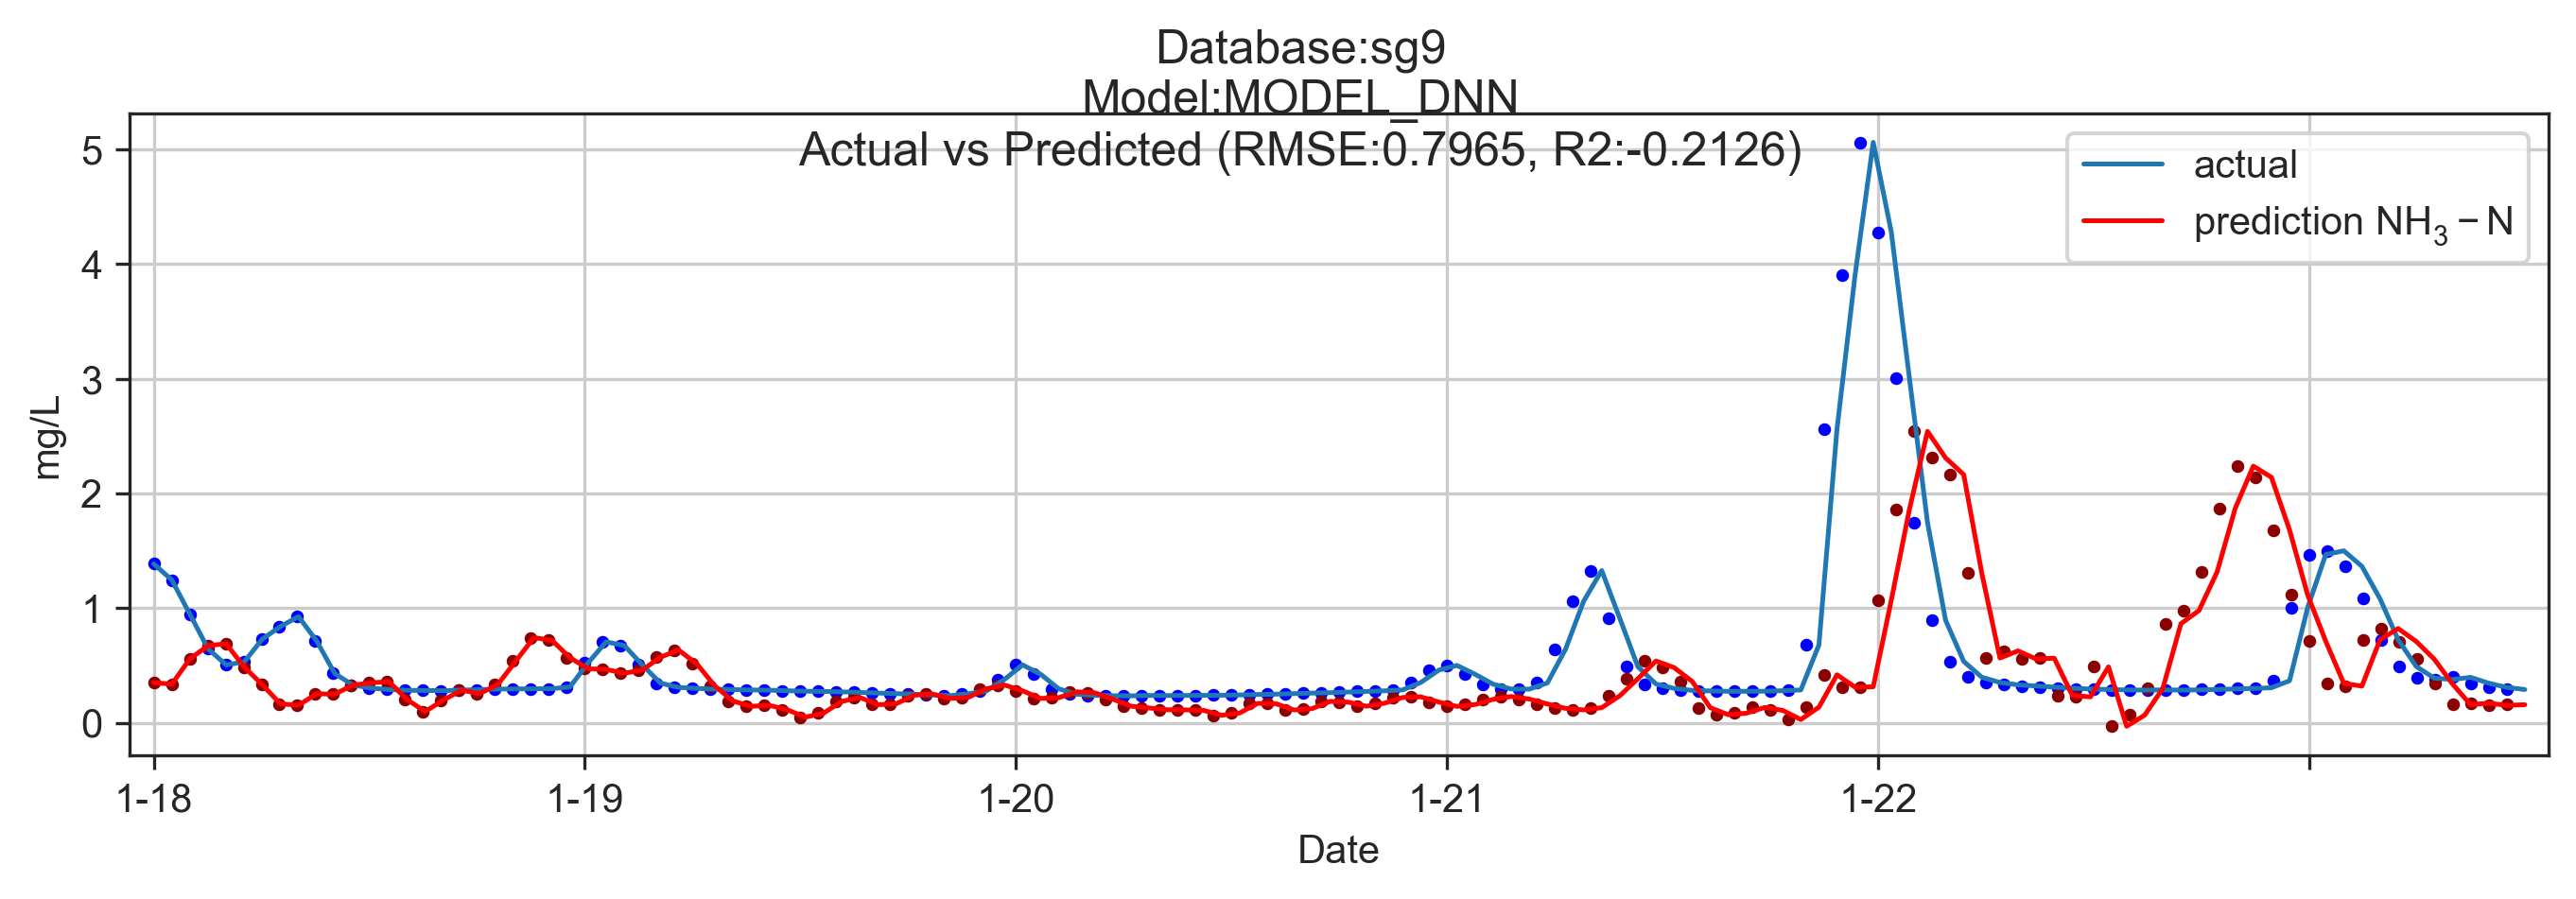 Database:sg9
Model:MODEL_DNN
Actual vs Predicted (RMSE:0.7965, R2:-0.2126)
actual
prediction NH₃ − N
mg/L
5
4
3
2
1
0
1-18 1-19 1-20 1-21 1-22
Date